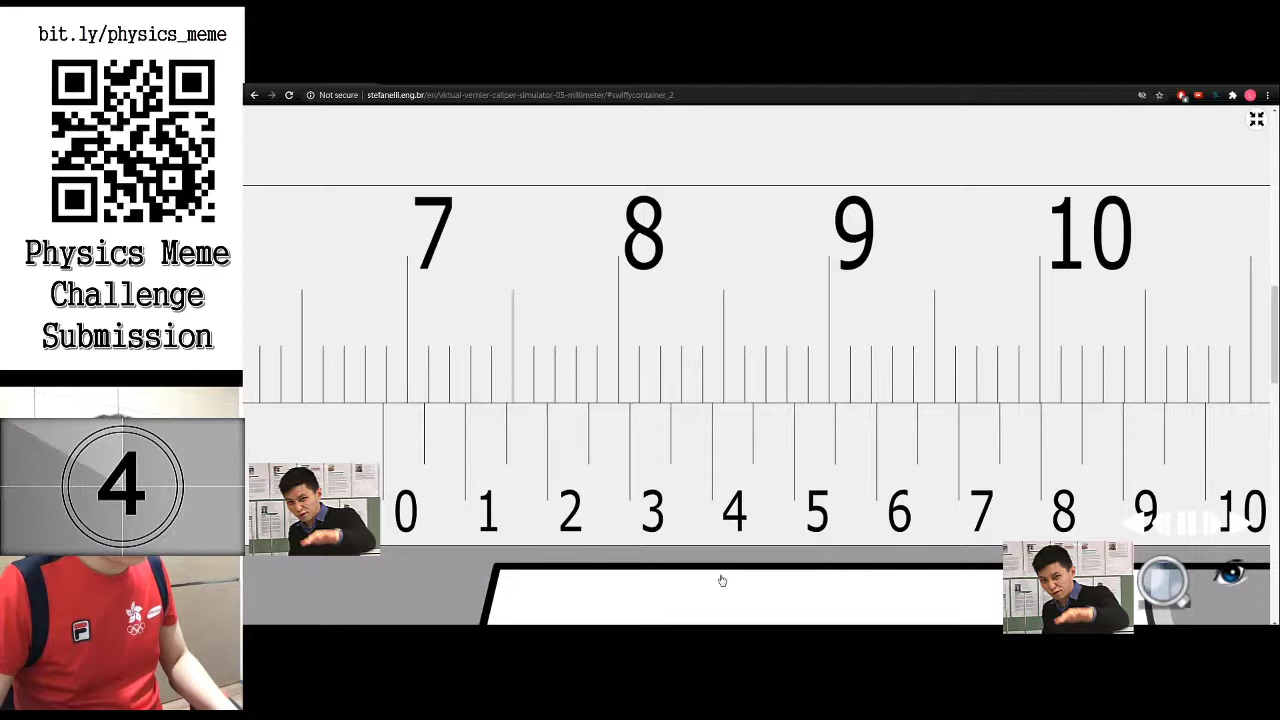 bit.ly/physics_meme
Physics Meme
Challenge
Submission
Not secure
stefanelli.eng.br/en/virtual-vernier-caliper-simulator-05-millimeter/#swiffycontainer_2
7 8 9 10
0 1 2 3 4 5 6 7 8 9 10
4
FILA